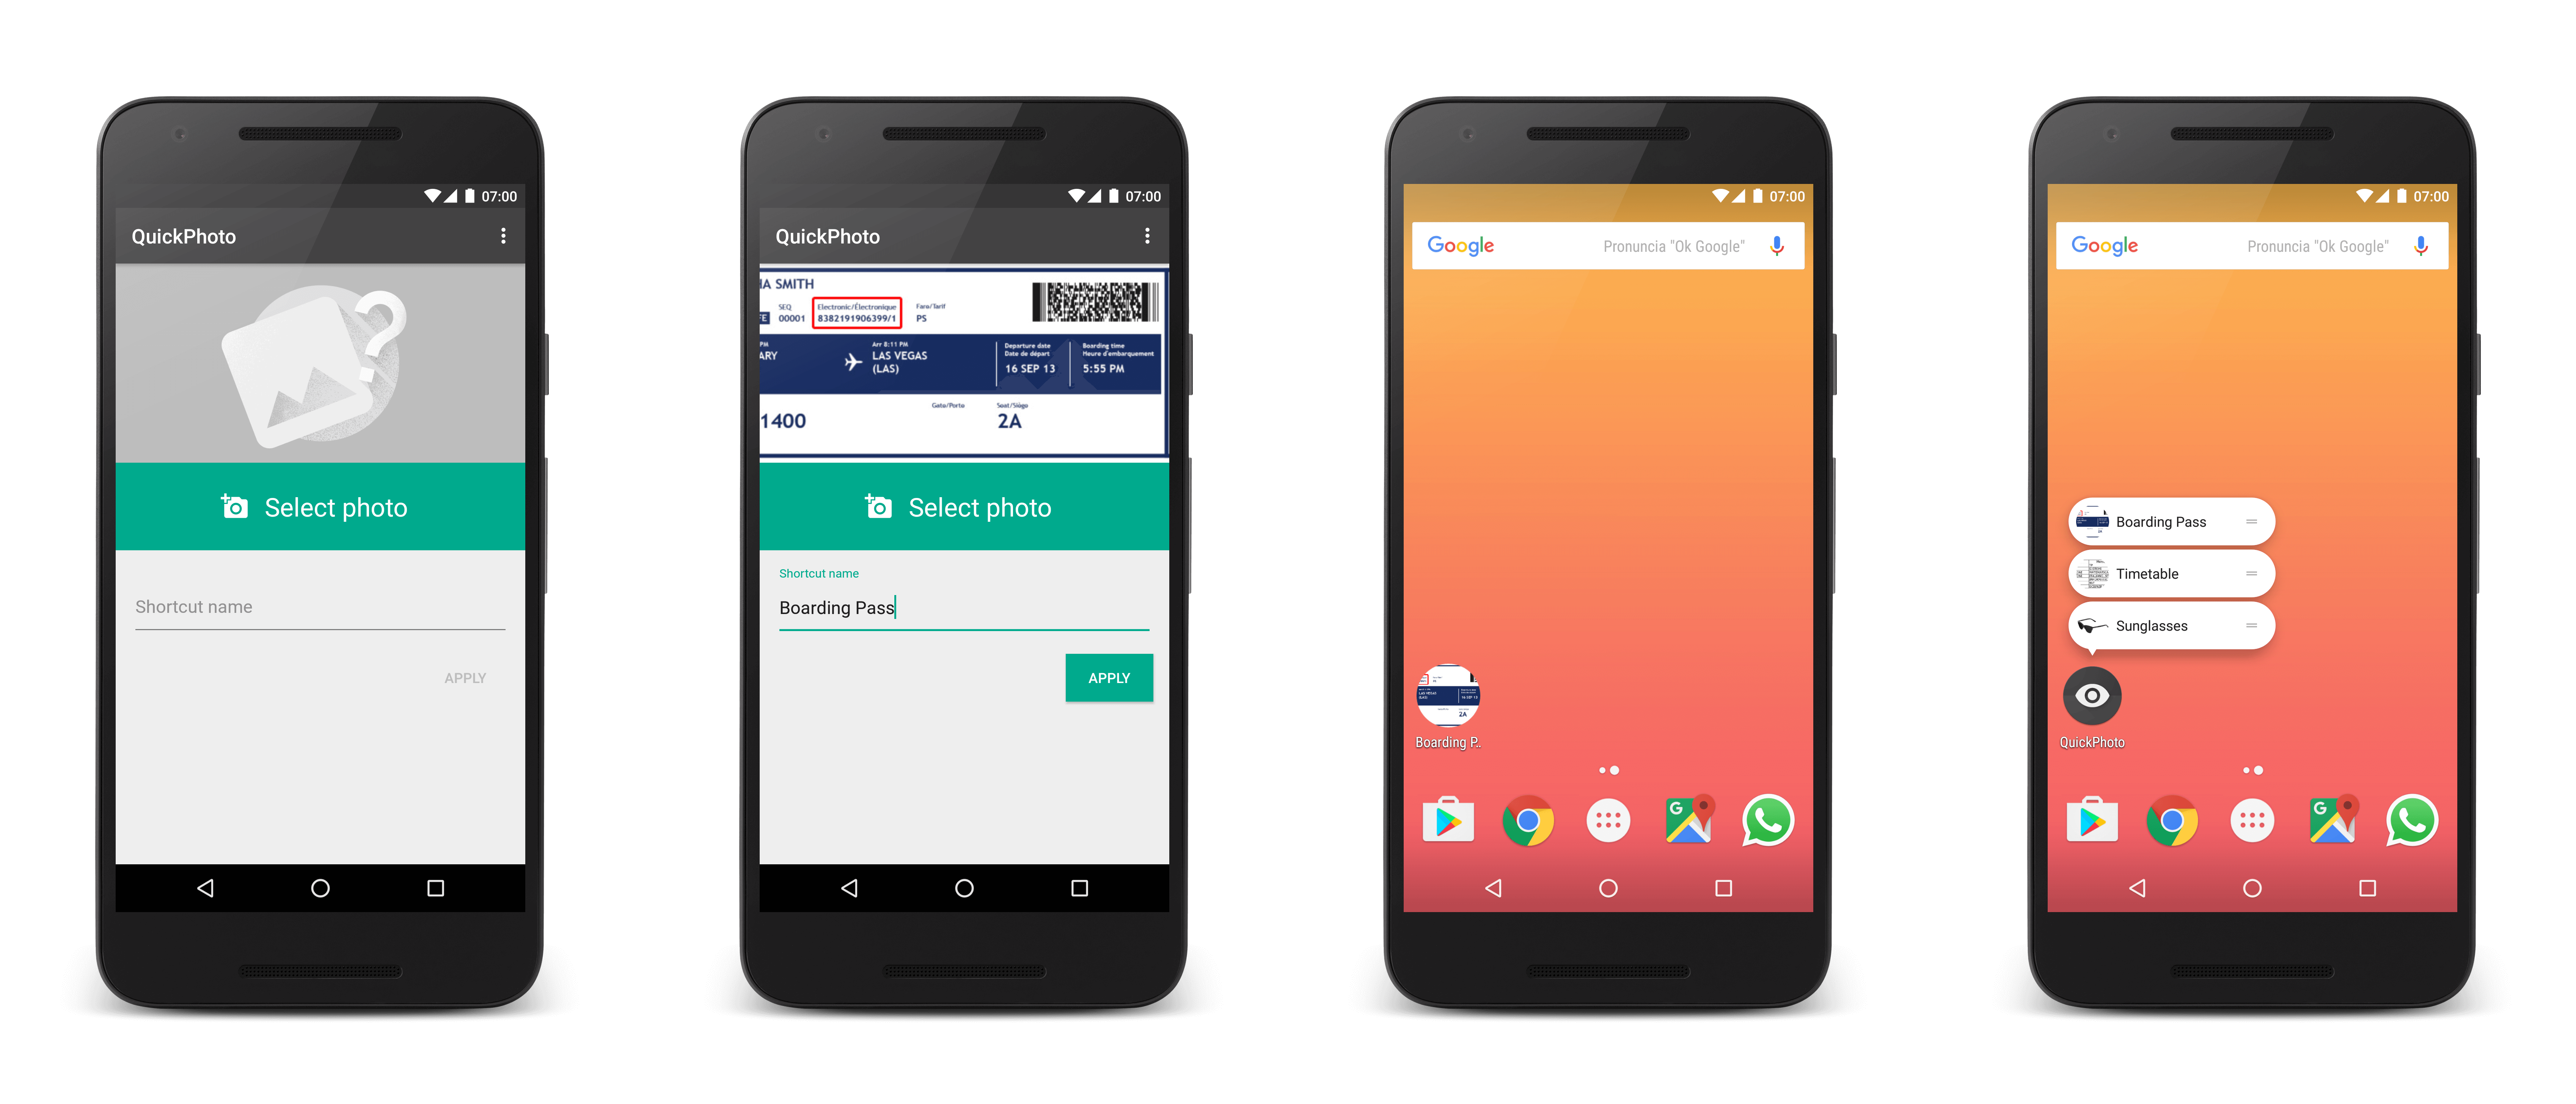 07:00
QuickPhoto
Select photo
Shortcut name
APPLY
07:00
QuickPhoto
IA SMITH
SEQ
00001
Electronic/Électronique
8382191906399/1
Fare/Tarif
PS
PM
ARY
Arr 8:11 PM
LAS VEGAS
(LAS)
Departure date
Date de départ
16 SEP 13
Boarding time
Heure d'embarquement
5:55 PM
1400
Gate/Porte
Seat/Siège
2A
Select photo
Shortcut name
Boarding Pass
APPLY
07:00
Google
Pronuncia "Ok Google"
2A
Boarding P..
G
07:00
Google
Pronuncia "Ok Google"
Boarding Pass
Timetable
Sunglasses
QuickPhoto
G